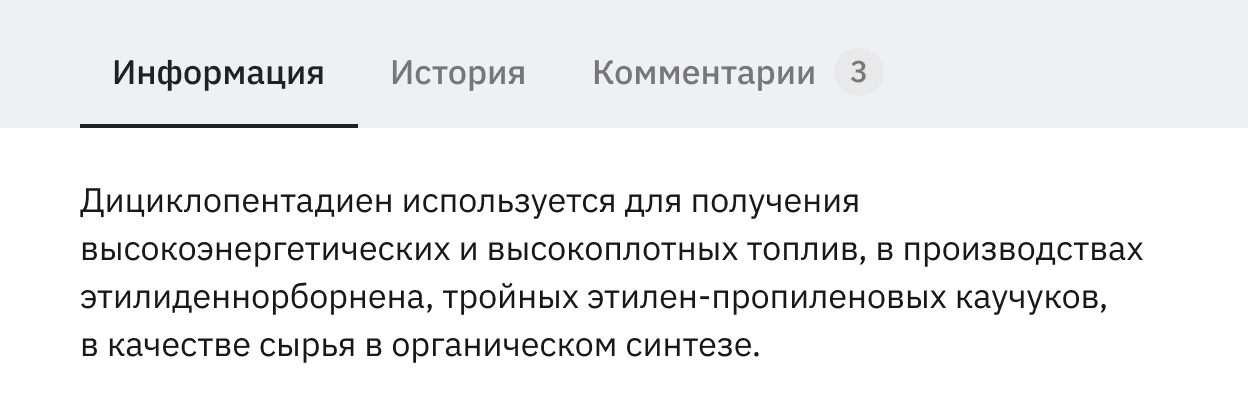 Информация История Комментарии 3
Дициклопентадиен используется для получения
высокоэнергетических и высокоплотных топлив, в производствах
этилиденнорборнена, тройных этилен-пропиленовых каучуков,
в качестве сырья в органическом синтезе.